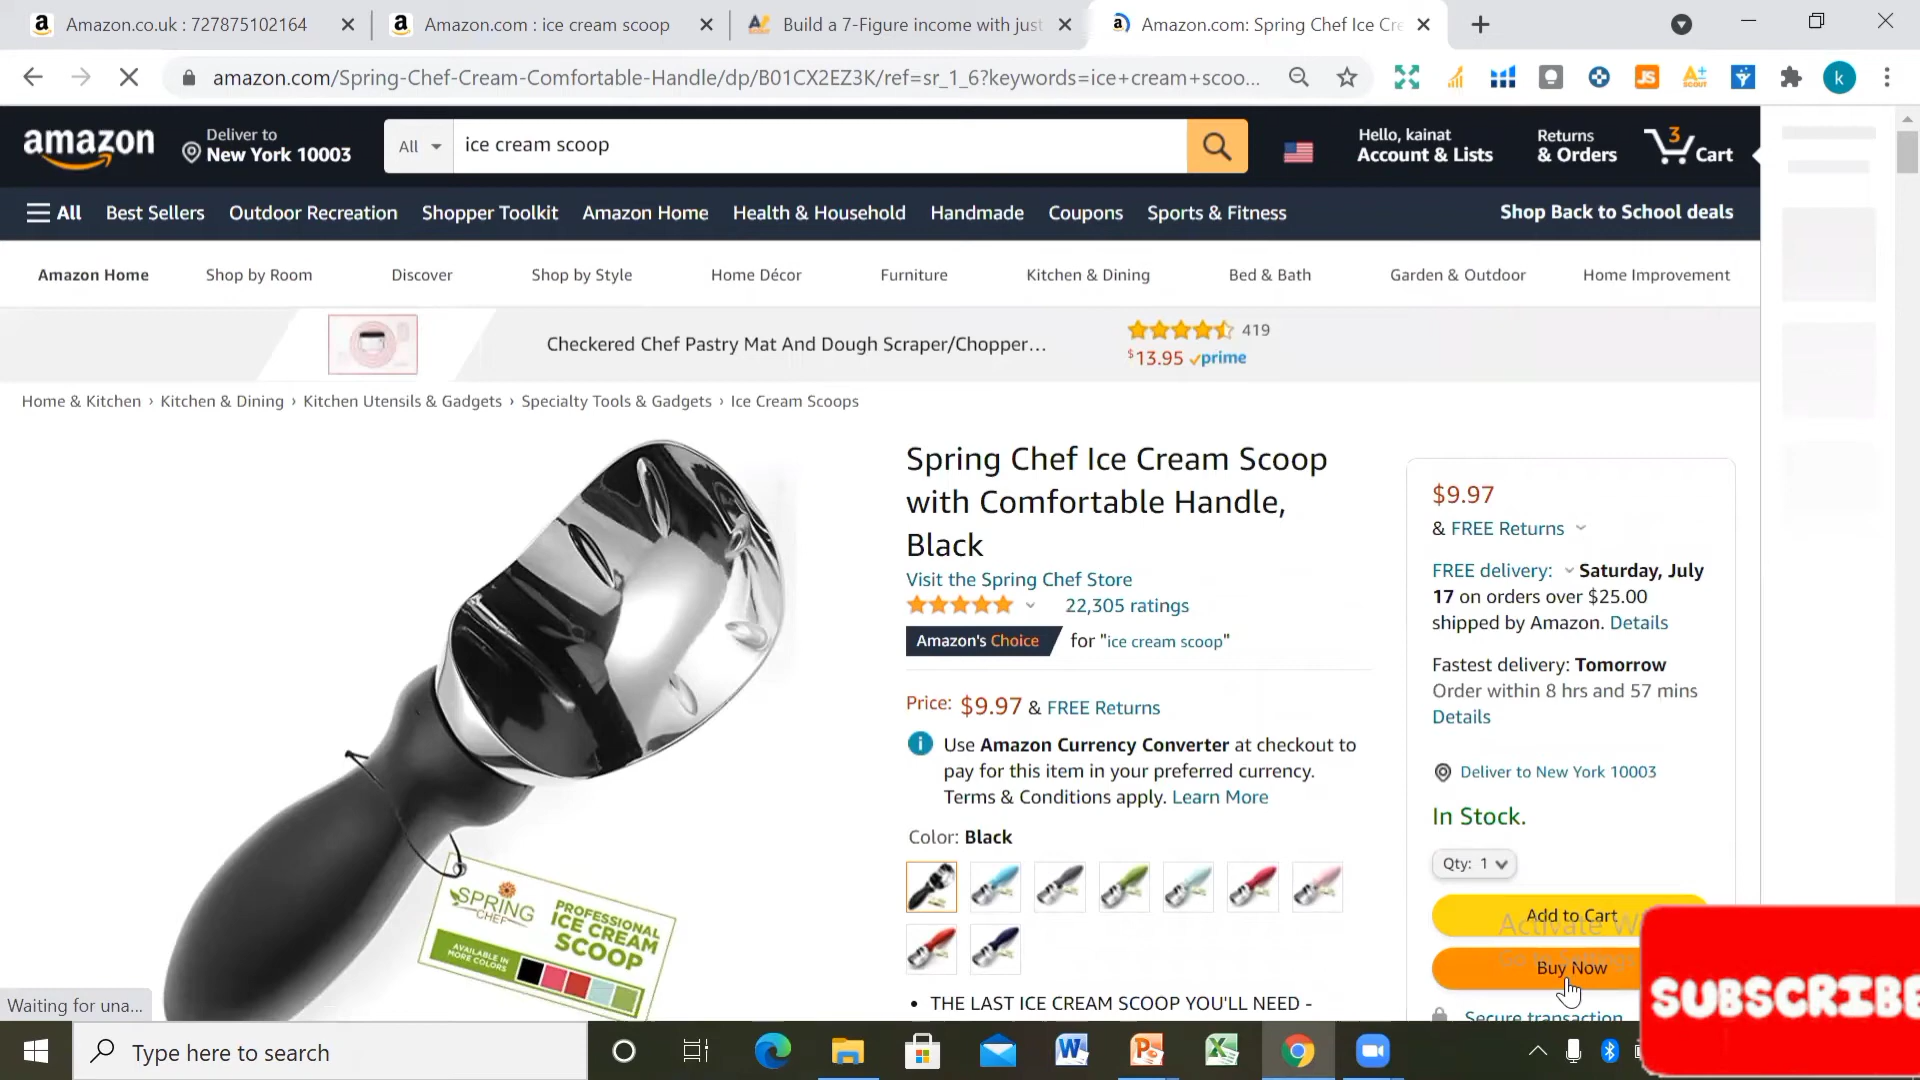 Amazon.co.uk : 727875102164
Amazon.com : ice cream scoop
Build a 7-Figure income with just
Amazon.com: Spring Chef Ice Cre
amazon.com/Spring-Chef-Cream-Comfortable-Handle/dp/B01CX2EZ3K/ref=sr_1_6?keywords=ice+cream+scoo...
JS
SCOUT
k
amazon
Deliver to
New York 10003
All
ice cream scoop
Hello, kainat
Account & Lists
Returns
& Orders
3
Cart
All
Best Sellers
Outdoor Recreation
Shopper Toolkit
Amazon Home
Health & Household
Handmade
Coupons
Sports & Fitness
Shop Back to School deals
Amazon Home
Shop by Room
Discover
Shop by Style
Home Décor
Furniture
Kitchen & Dining
Bed & Bath
Garden & Outdoor
Home Improvement
Checkered Chef Pastry Mat And Dough Scraper/Chopper...
419
$13.95 prime
Home & Kitchen › Kitchen & Dining › Kitchen Utensils & Gadgets › Specialty Tools & Gadgets › Ice Cream Scoops
SPRING
CHEF
PROFESSIONAL
ICE CREAM
SCOOP
AVAILABLE IN
MORE COLORS
Spring Chef Ice Cream Scoop
with Comfortable Handle,
Black
Visit the Spring Chef Store
22,305 ratings
Amazon's Choice for "ice cream scoop"
Price: $9.97 & FREE Returns
Use Amazon Currency Converter at checkout to
pay for this item in your preferred currency.
Terms & Conditions apply. Learn More
Color: Black
• THE LAST ICE CREAM SCOOP YOU'LL NEED -
$9.97
& FREE Returns
FREE delivery: Saturday, July
17 on orders over $25.00
shipped by Amazon. Details
Fastest delivery: Tomorrow
Order within 8 hrs and 57 mins
Details
Deliver to New York 10003
In Stock.
Qty: 1
Add to Cart
Activate W
Buy Now
Secure transaction
SUBSCRIBE
Waiting for una...
Type here to search